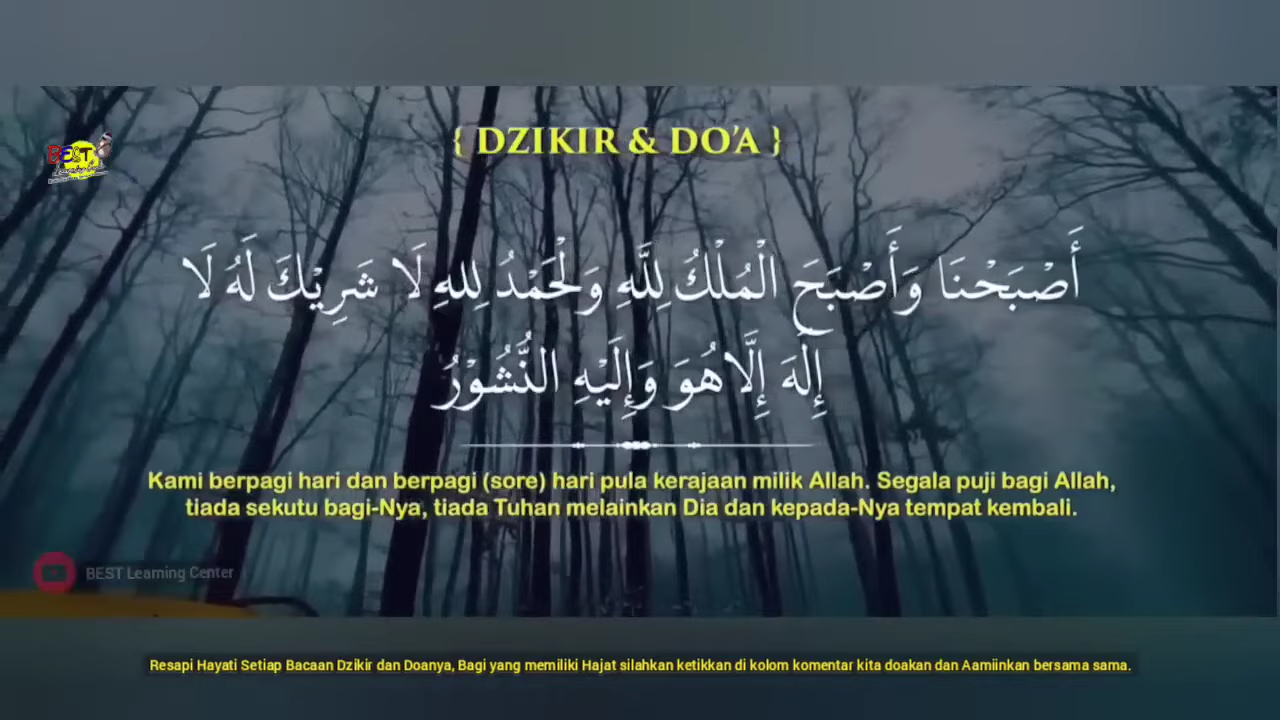 BEST
{ DZIKIR & DO'A }
أَصْبَحْنَا وَأَصْبَحَ الْمُلْكُ لِلَّهِ وَلْحَمْدُ لِلهِ لَا شَرِيْكَ لَهُ لَا
إِلَهَ إِلَّا هُوَ وَإِلَيْهِ النُّشُوْرُ
Kami berpagi hari dan berpagi (sore) hari pula kerajaan milik Allah. Segala puji bagi Allah,
tiada sekutu bagi-Nya, tiada Tuhan melainkan Dia dan kepada-Nya tempat kembali.
BEST Learning Center
Resapi Hayati Setiap Bacaan Dzikir dan Doanya, Bagi yang memiliki Hajat silahkan ketikkan di kolom komentar kita doakan dan Aamiinkan bersama sama.